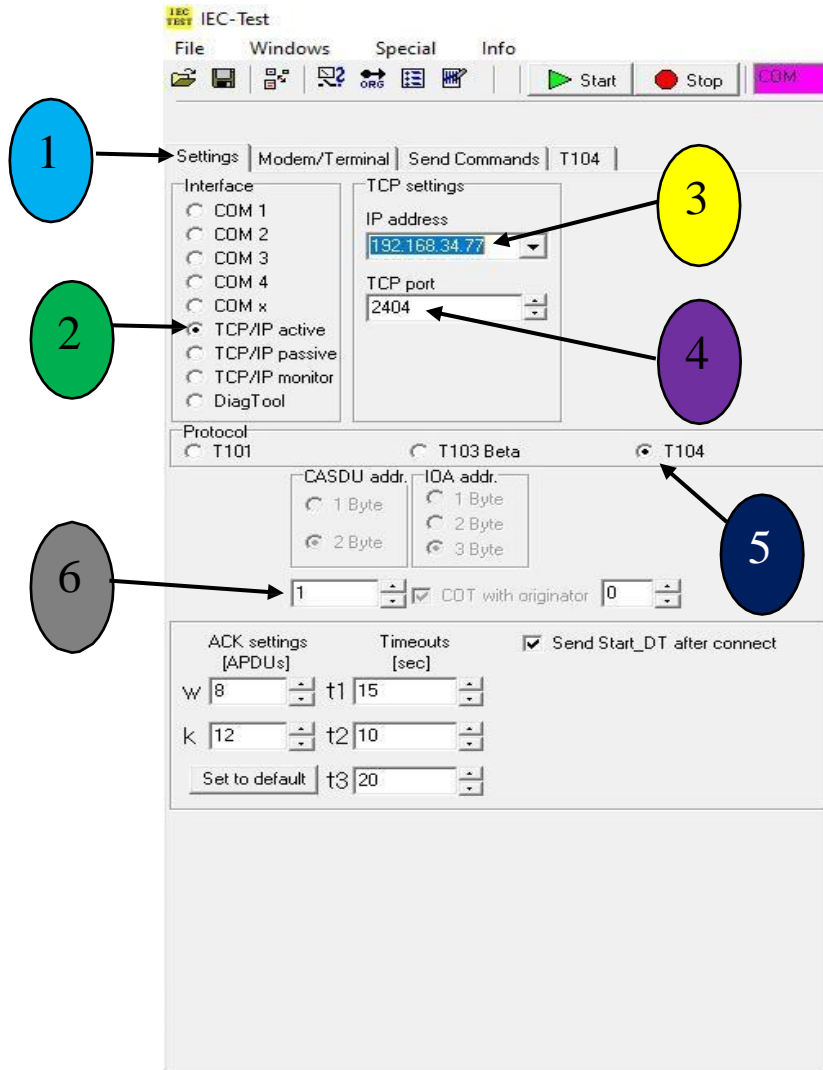 IEC TEST IEC-Test
File Windows Special Info
ORG Start Stop COM
Settings Modem/Terminal Send Commands T104
1
Interface
COM 1
COM 2
COM 3
COM 4
COM x
TCP/IP active
TCP/IP passive
TCP/IP monitor
DiagTool
2
TCP settings
IP address
192.168.34.77
3
TCP port
2404
4
Protocol
T101 T103 Beta T104
5
CASDU addr.
1 Byte
2 Byte
IOA addr.
1 Byte
2 Byte
3 Byte
6
1 COT with originator 0
ACK settings
[APDUs]
Timeouts
[sec]
Send Start_DT after connect
w 8 t1 15
k 12 t2 10
Set to default t3 20